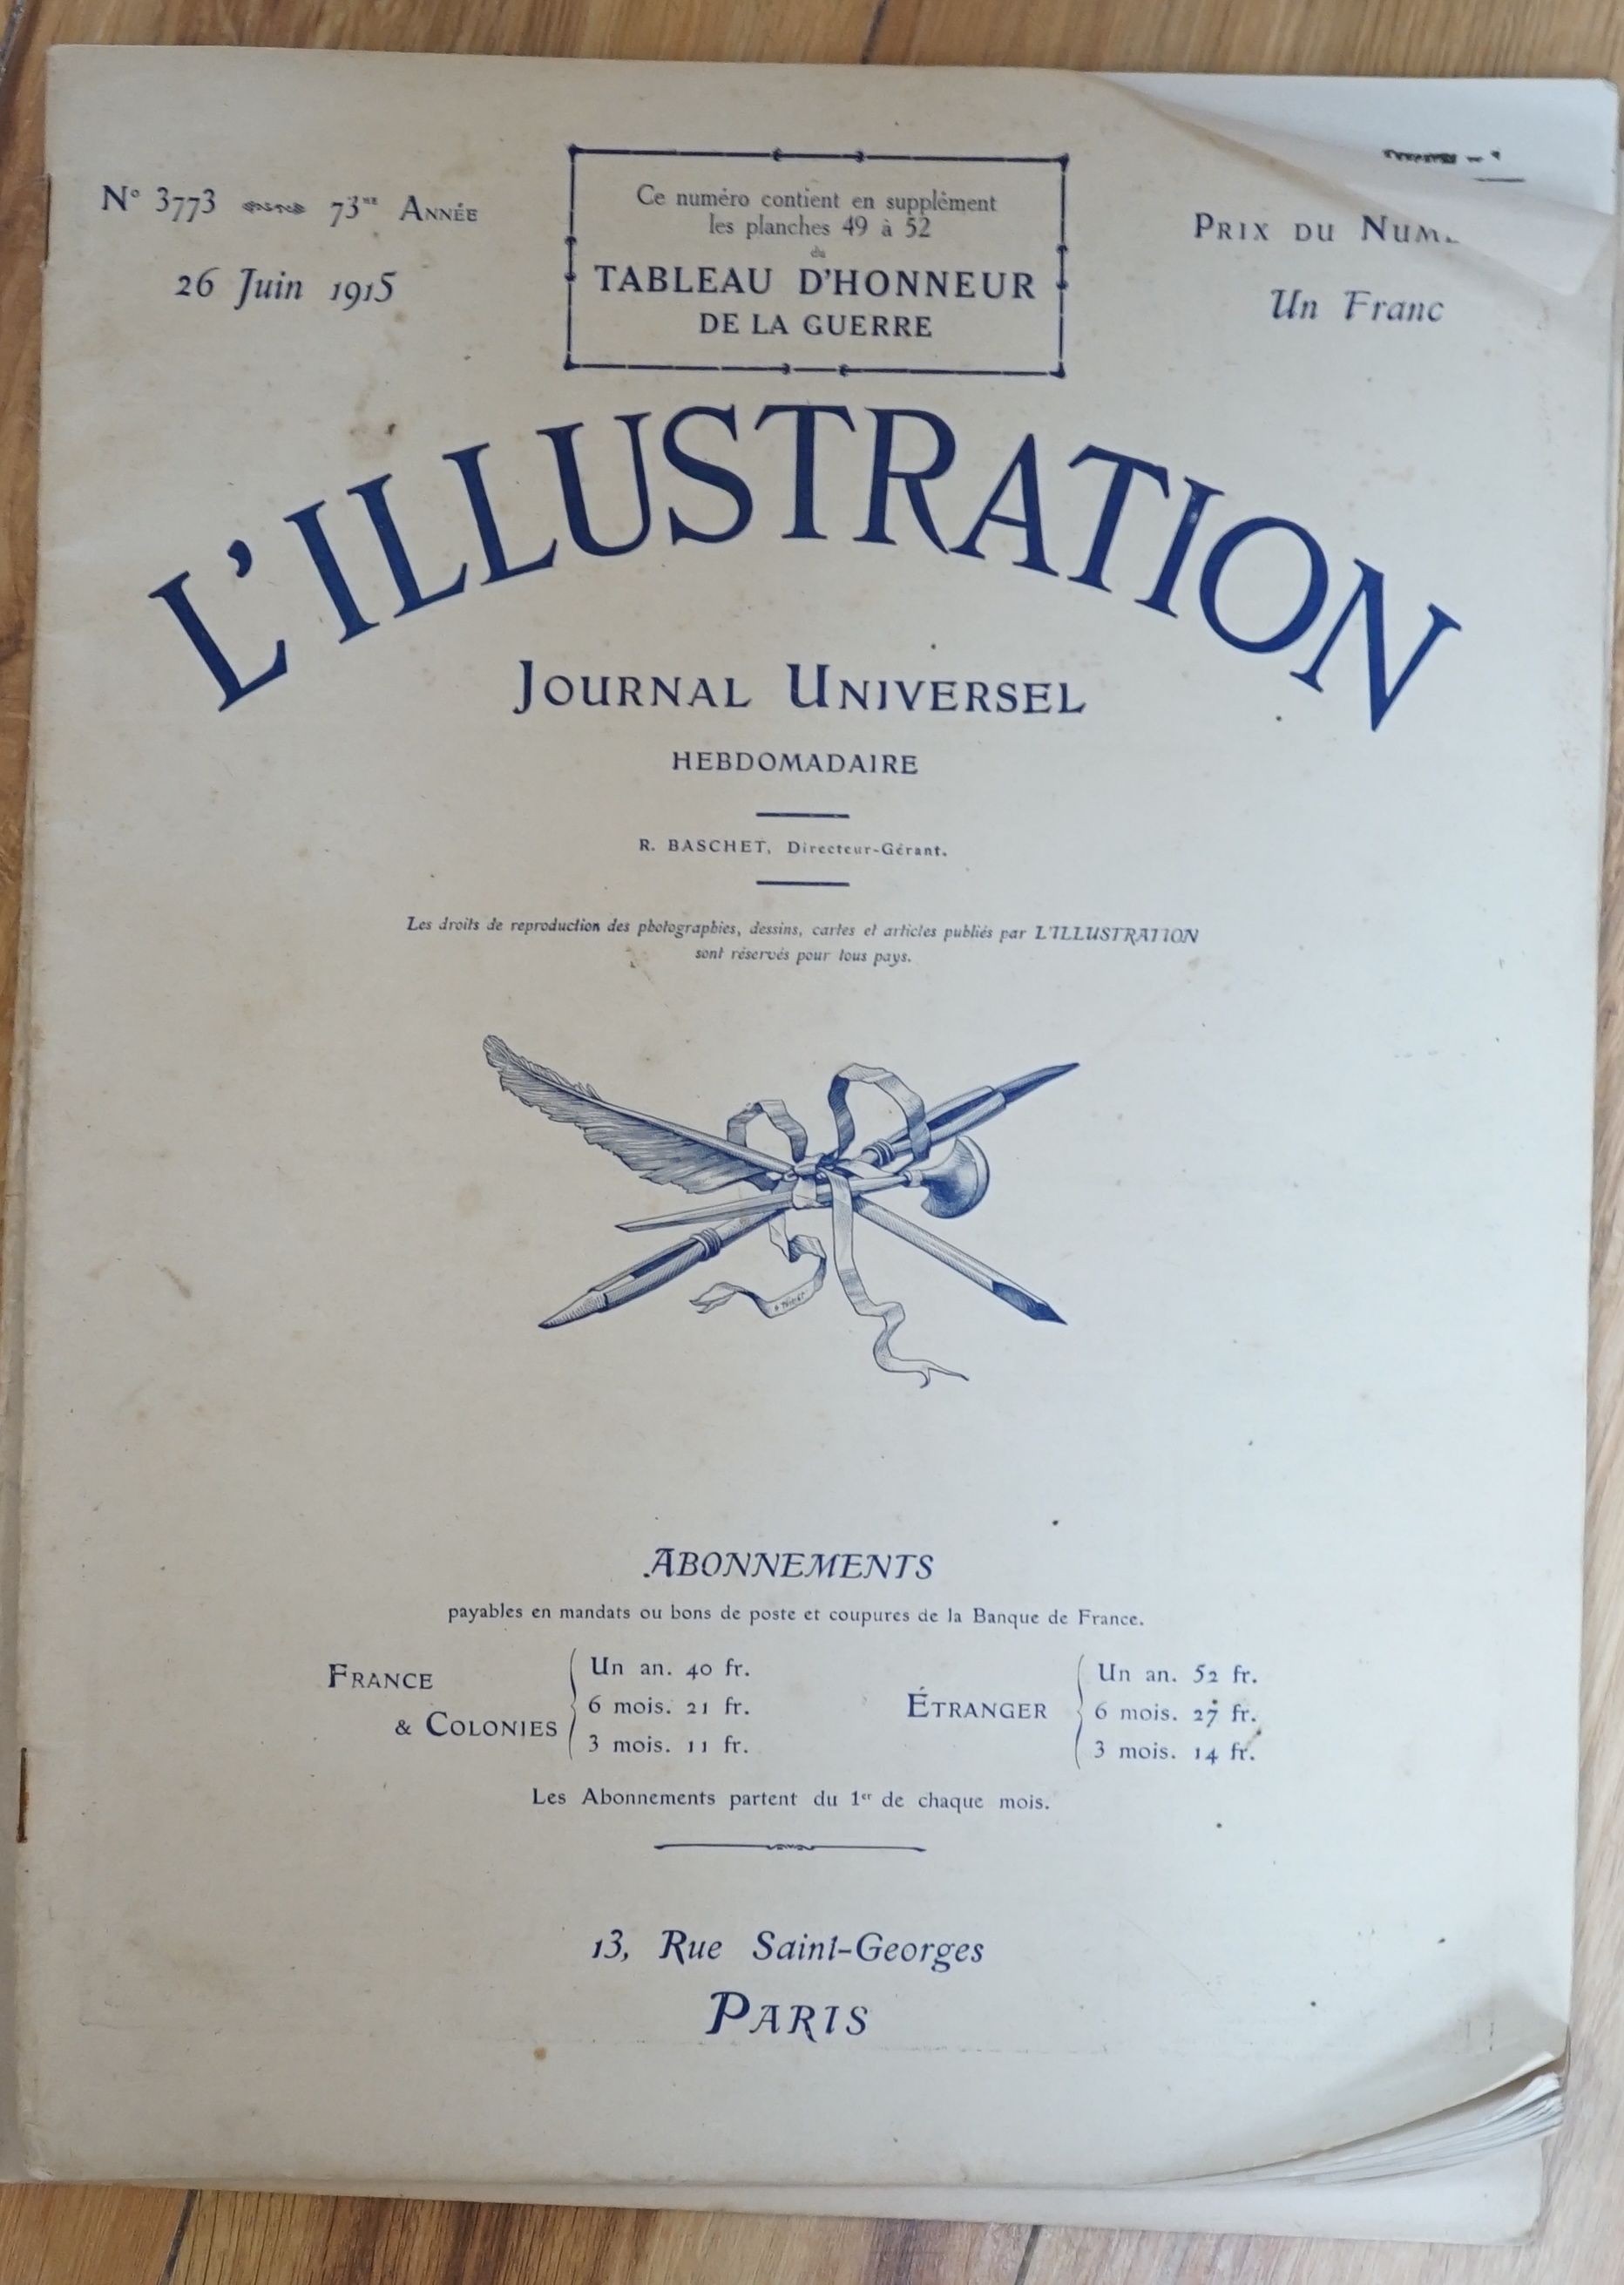 N° 3773 73ME ANNÉE
26 Juin 1915
Ce numéro contient en supplément
les planches 49 à 52
du
TABLEAU D'HONNEUR
DE LA GUERRE
PRIX DU NUM
Un Franc
L'ILLUSTRATION
JOURNAL UNIVERSEL
HEBDOMADAIRE
R. BASCHET, Directeur-Gérant.
Les droits de reproduction des photographies, dessins, cartes et articles publiés par L'ILLUSTRATION
sont réservés pour tous pays.
ABONNEMENTS
payables en mandats ou bons de poste et coupures de la Banque de France.
FRANCE
& COLONIES
Un an. 40 fr.
6 mois. 21 fr.
3 mois. 11 fr.
ÉTRANGER
Un an. 52 fr.
6 mois. 27 fr.
3 mois. 14 fr.
Les Abonnements partent du 1er de chaque mois.
13, Rue Saint-Georges
PARIS